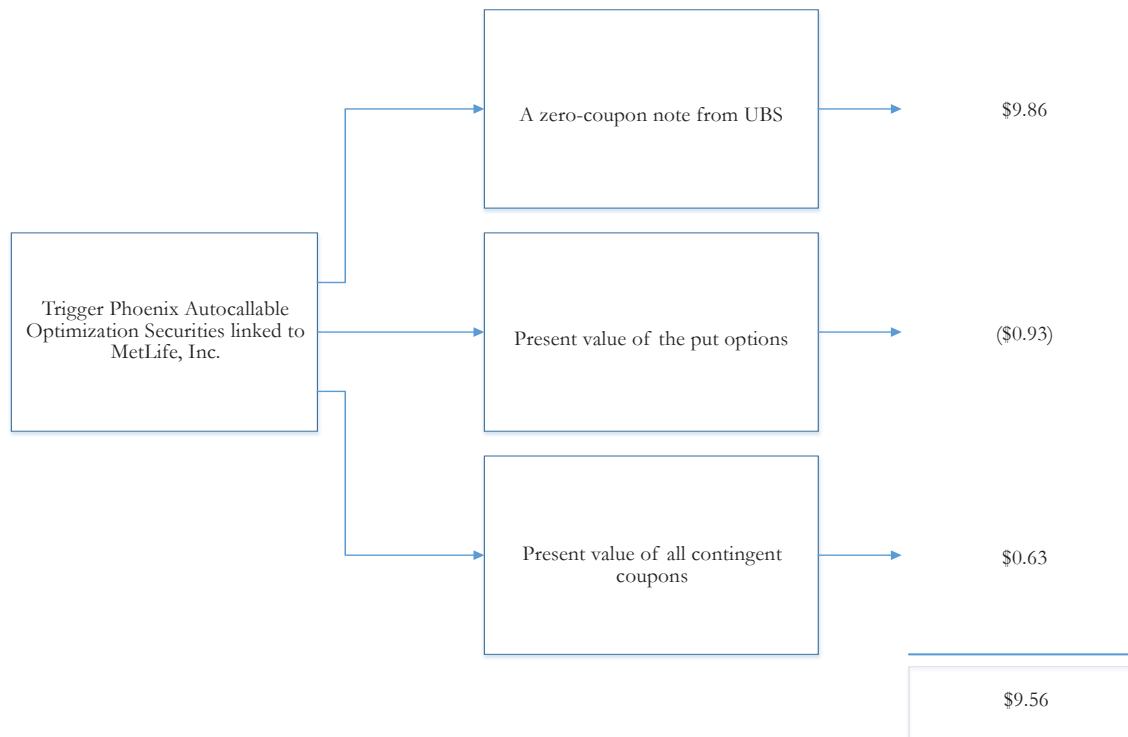 A zero-coupon note from UBS
$9.86
Trigger Phoenix Autocallable
Optimization Securities linked to
MetLife, Inc.
Present value of the put options
($0.93)
Present value of all contingent
coupons
$0.63
$9.56